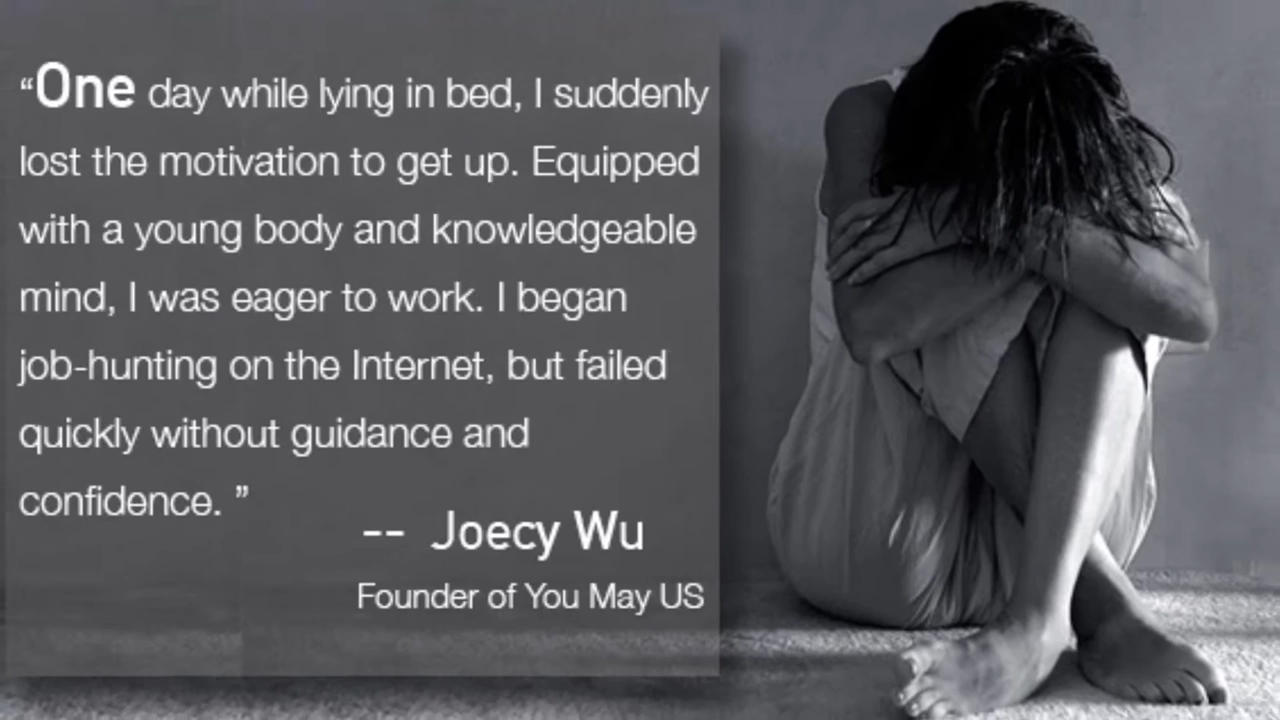 “One day while lying in bed, I suddenly
lost the motivation to get up. Equipped
with a young body and knowledgeable
mind, I was eager to work. I began
job-hunting on the Internet, but failed
quickly without guidance and
confidence. ”
-- Joecy Wu
Founder of You May US